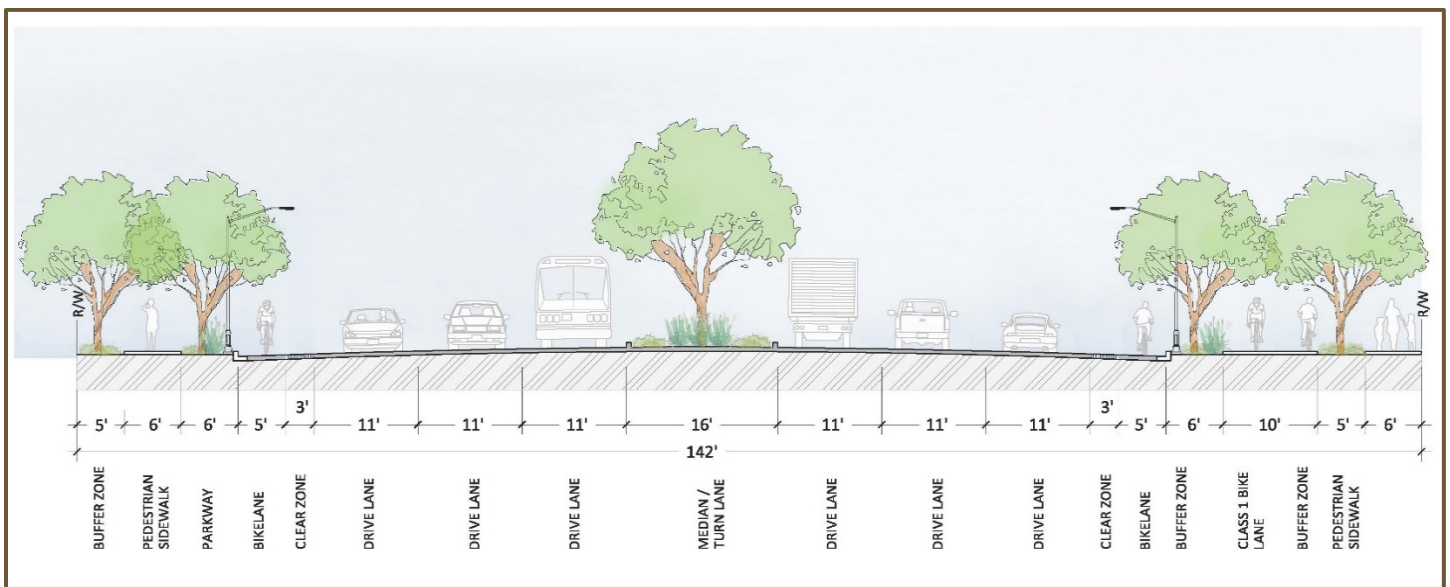 R/W
R/W
3'
3'
5' 6' 6' 5' 11' 11' 11' 16' 11' 11' 11' 5' 6' 10' 5' 6'
142'
BUFFER ZONE
PEDESTRIAN
SIDEWALK
PARKWAY
BIKELANE
CLEAR ZONE
DRIVE LANE
DRIVE LANE
DRIVE LANE
MEDIAN /
TURN LANE
DRIVE LANE
DRIVE LANE
DRIVE LANE
CLEAR ZONE
BIKELANE
BUFFER ZONE
CLASS 1 BIKE
LANE
BUFFER ZONE
PEDESTRIAN
SIDEWALK